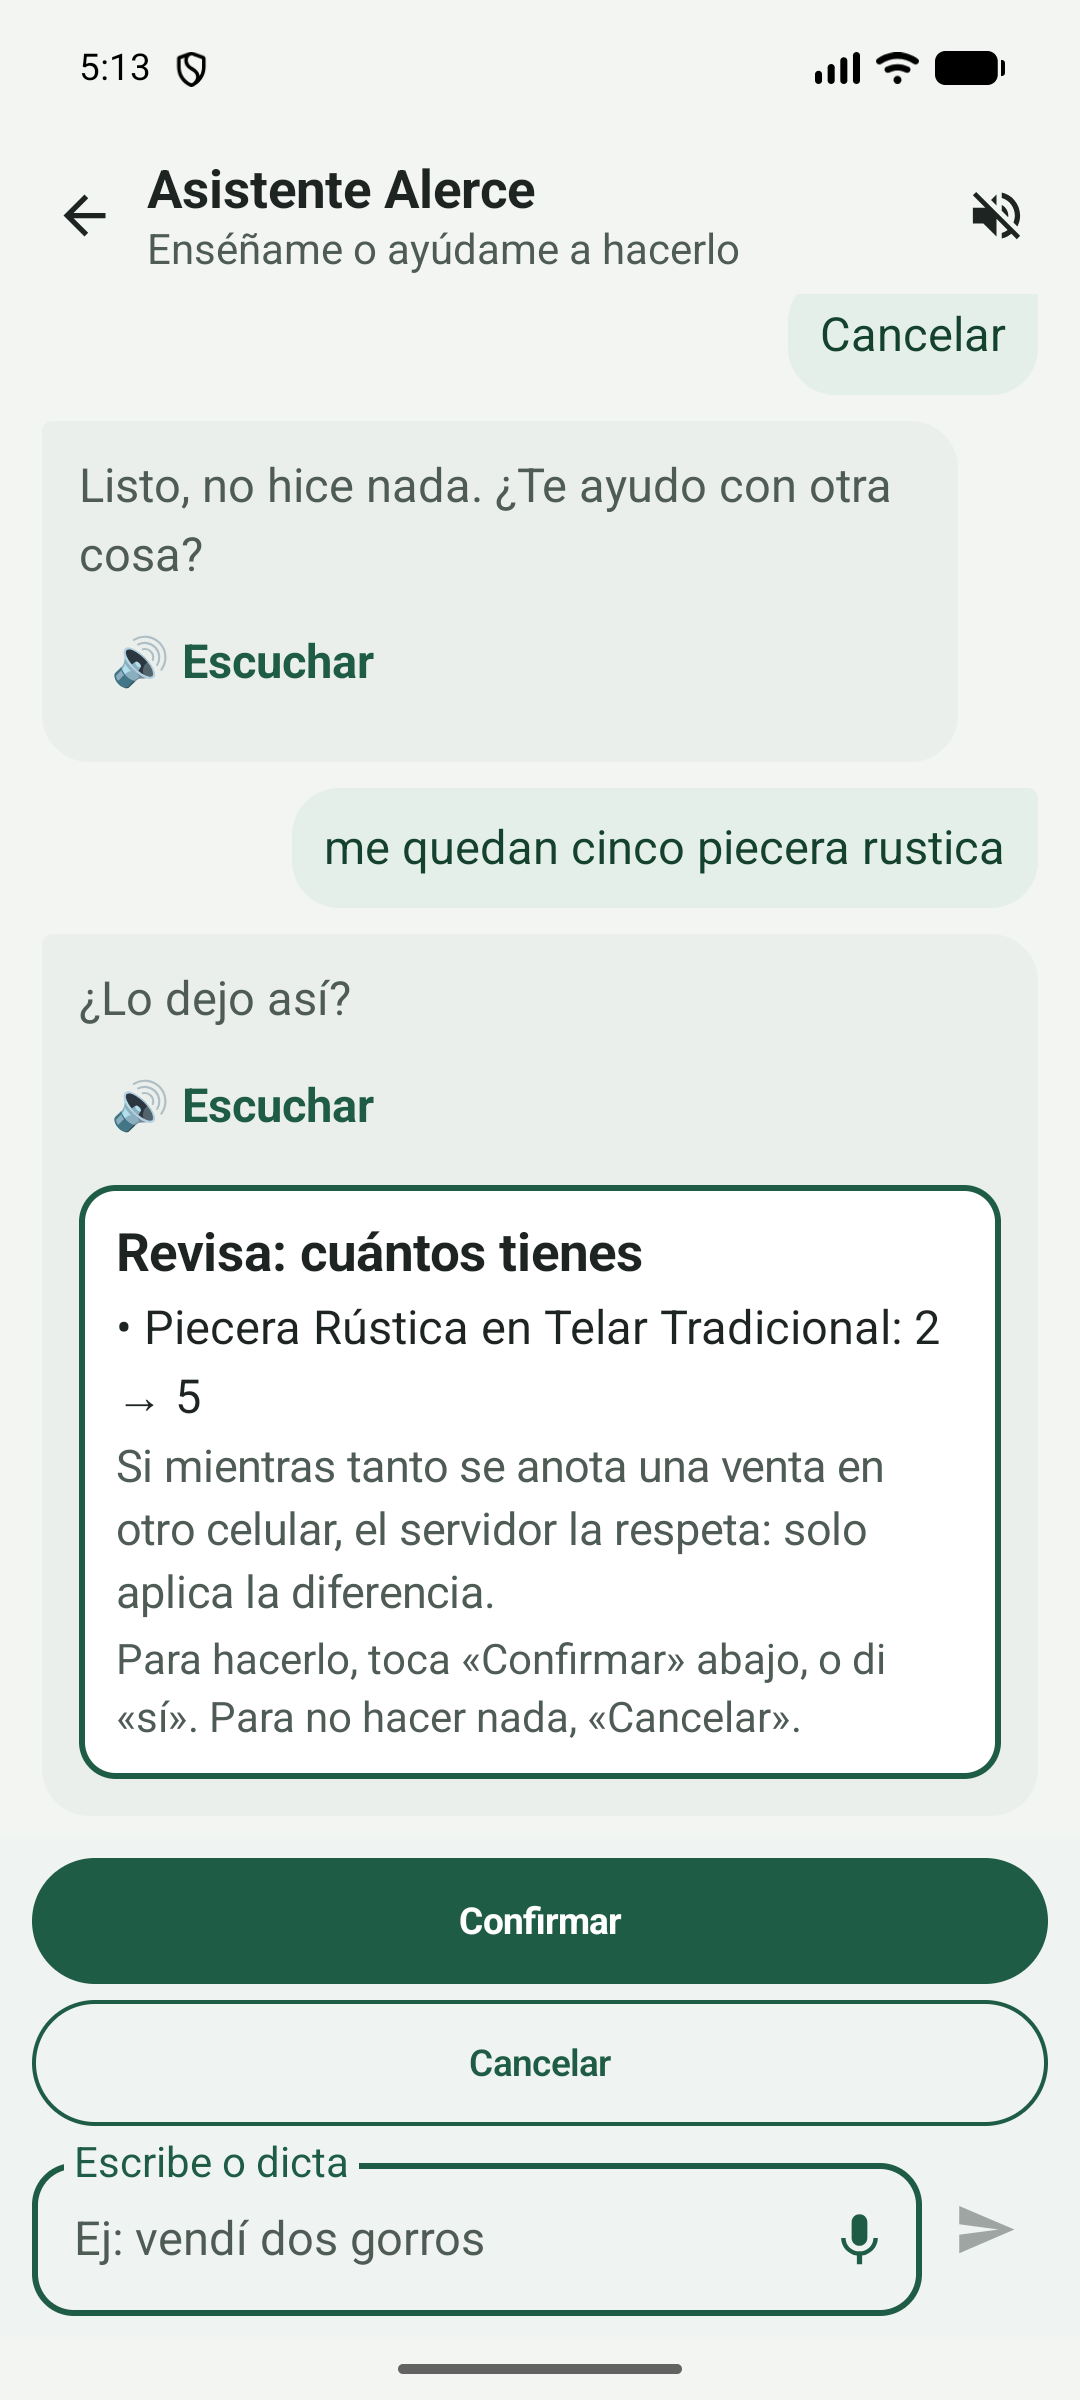 5:13
Asistente Alerce
Enséñame o ayúdame a hacerlo
Cancelar
Listo, no hice nada. ¿Te ayudo con otra
cosa?
🔊 Escuchar
me quedan cinco piecera rustica
¿Lo dejo así?
🔊 Escuchar
Revisa: cuántos tienes
• Piecera Rústica en Telar Tradicional: 2
→ 5
Si mientras tanto se anota una venta en
otro celular, el servidor la respeta: solo
aplica la diferencia.
Para hacerlo, toca «Confirmar» abajo, o di
«sí». Para no hacer nada, «Cancelar».
Confirmar
Cancelar
Escribe o dicta
Ej: vendí dos gorros